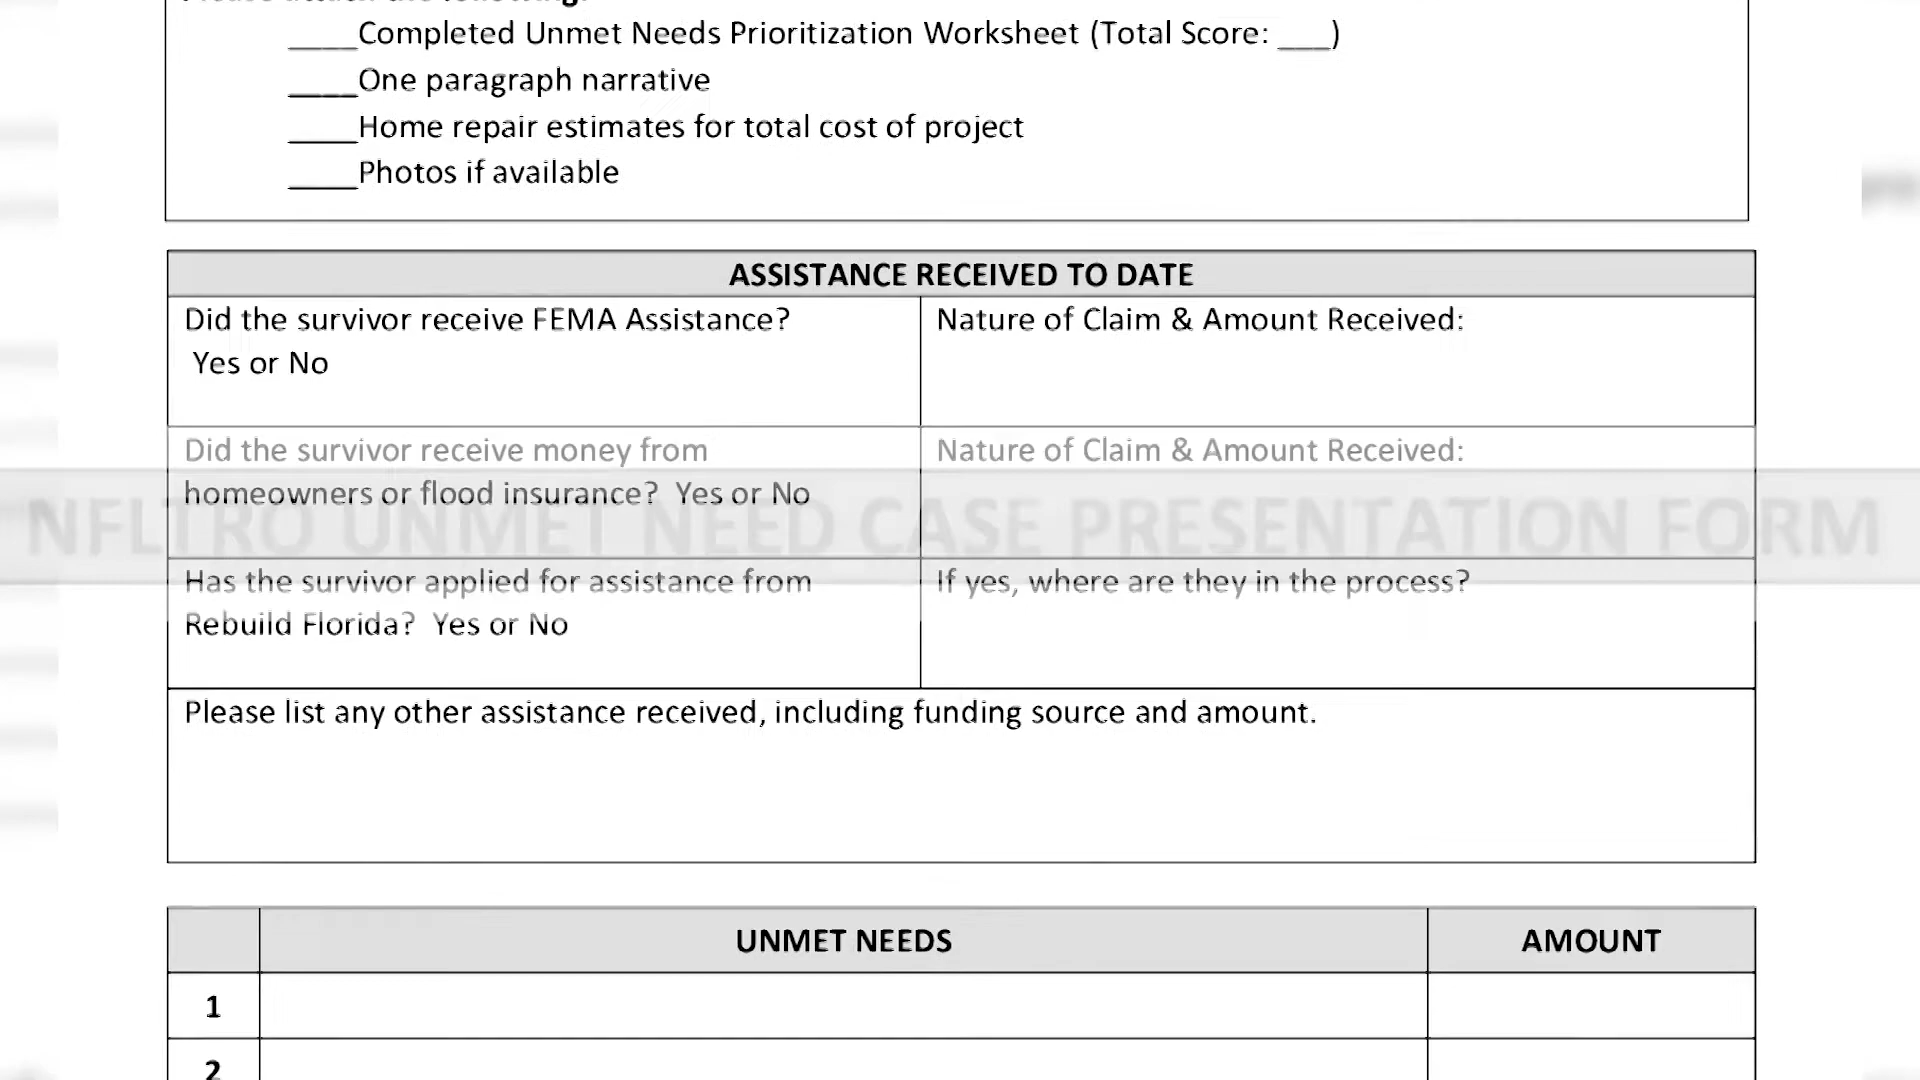 Please attach the following:
____Completed Unmet Needs Prioritization Worksheet (Total Score: ___)
____One paragraph narrative
____Home repair estimates for total cost of project
____Photos if available
ASSISTANCE RECEIVED TO DATE
Did the survivor receive FEMA Assistance?
Yes or No
Nature of Claim & Amount Received:
Did the survivor receive money from
homeowners or flood insurance? Yes or No
Nature of Claim & Amount Received:
NFLTRO UNMET NEED CASE PRESENTATION FORM
Has the survivor applied for assistance from
Rebuild Florida? Yes or No
If yes, where are they in the process?
Please list any other assistance received, including funding source and amount.
UNMET NEEDS
AMOUNT
1
2